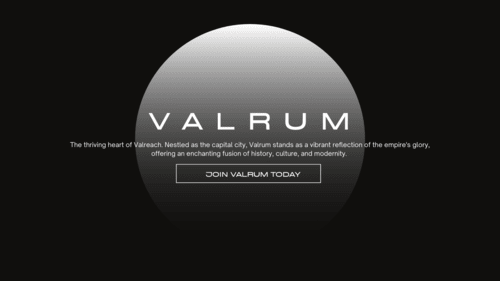 VALRUM
The thriving heart of Valreach. Nestled as the capital city, Valrum stands as a vibrant reflection of the empire's glory,
offering an enchanting fusion of history, culture, and modernity.
JOIN VALRUM TODAY